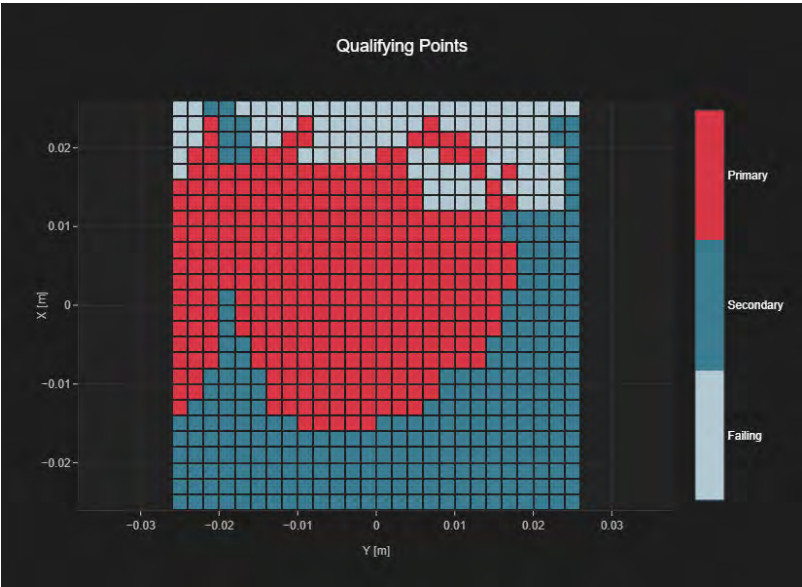 Qualifying Points
0.02
0.01
0
−0.01
−0.02
X [m]
−0.03
−0.02
−0.01
0
0.01
0.02
0.03
Y [m]
Primary
Secondary
Failing